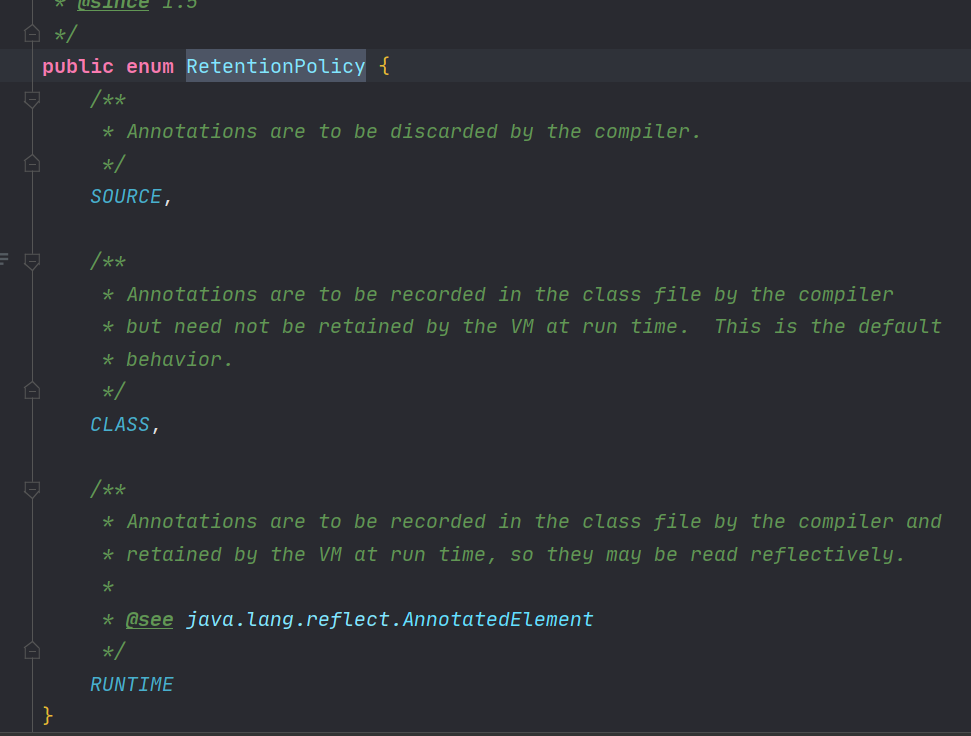 * @since 1.5
*/
public enum RetentionPolicy {
/**
* Annotations are to be discarded by the compiler.
*/
SOURCE,
/**
* Annotations are to be recorded in the class file by the compiler
* but need not be retained by the VM at run time.  This is the default
* behavior.
*/
CLASS,
/**
* Annotations are to be recorded in the class file by the compiler and
* retained by the VM at run time, so they may be read reflectively.
*
* @see java.lang.reflect.AnnotatedElement
*/
RUNTIME
}